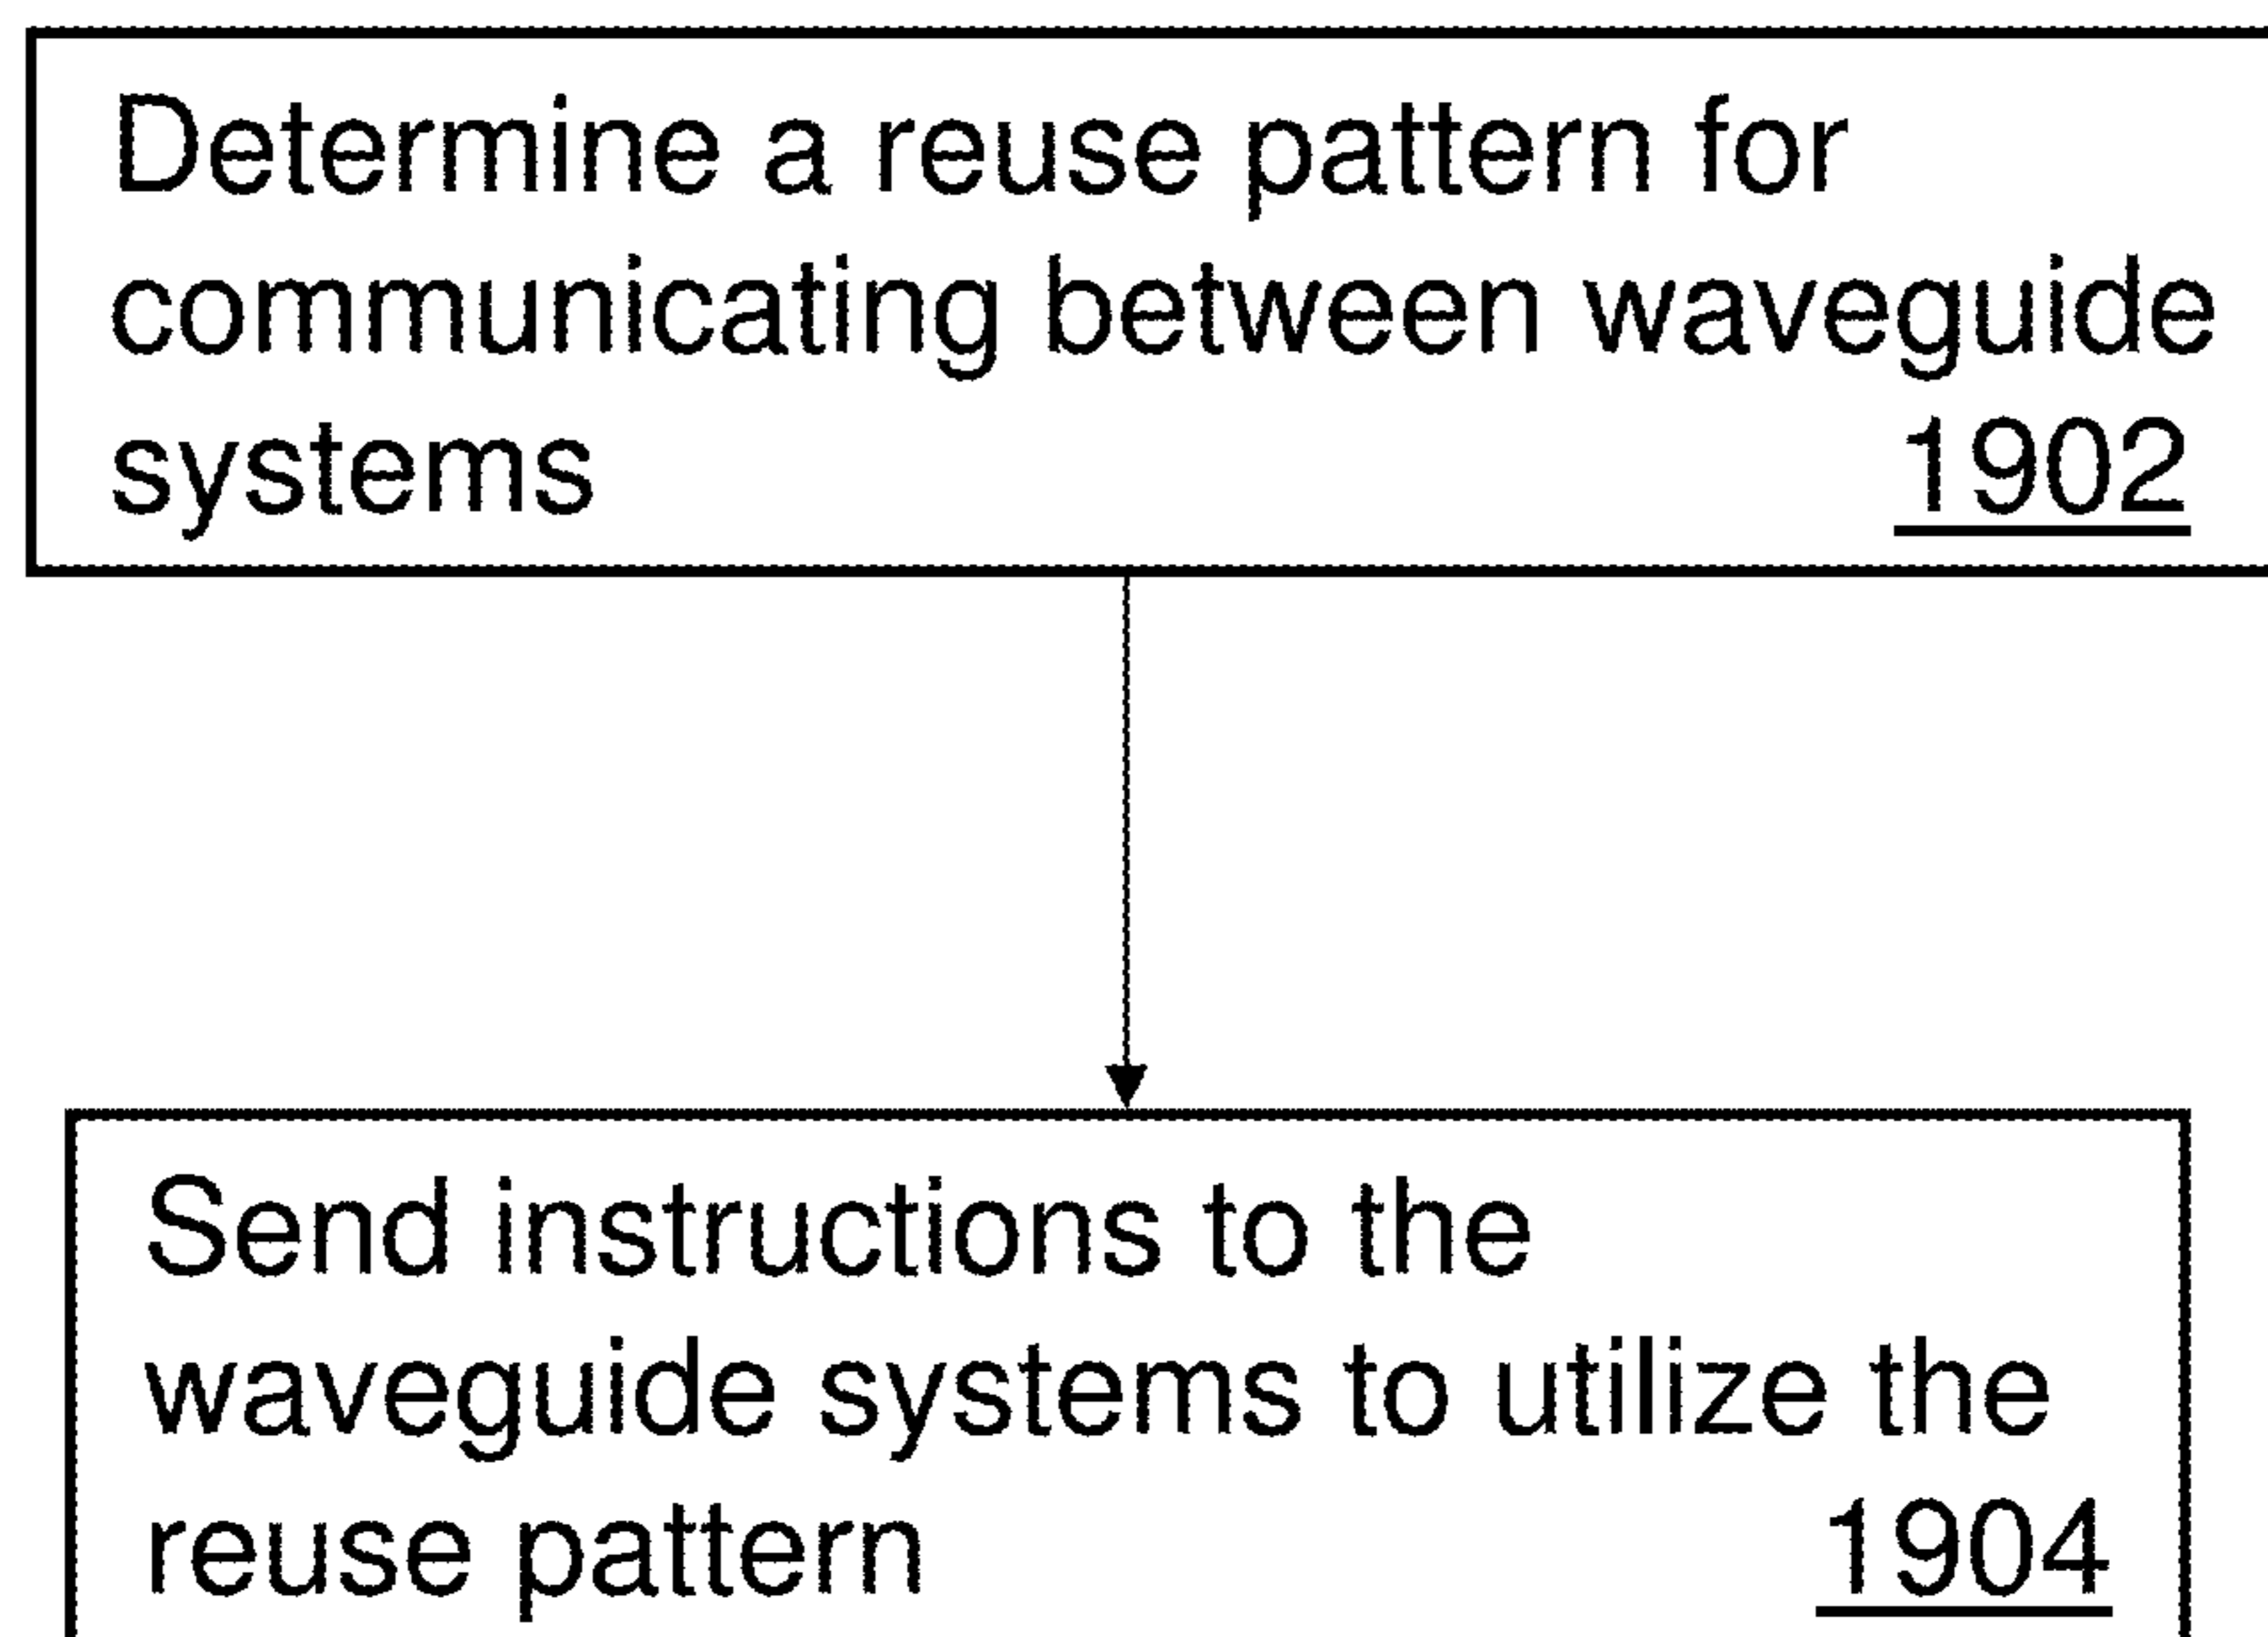 Determine a reuse pattern for
communicating between waveguide
systems 1902
Send instructions to the
waveguide systems to utilize the
reuse pattern 1904